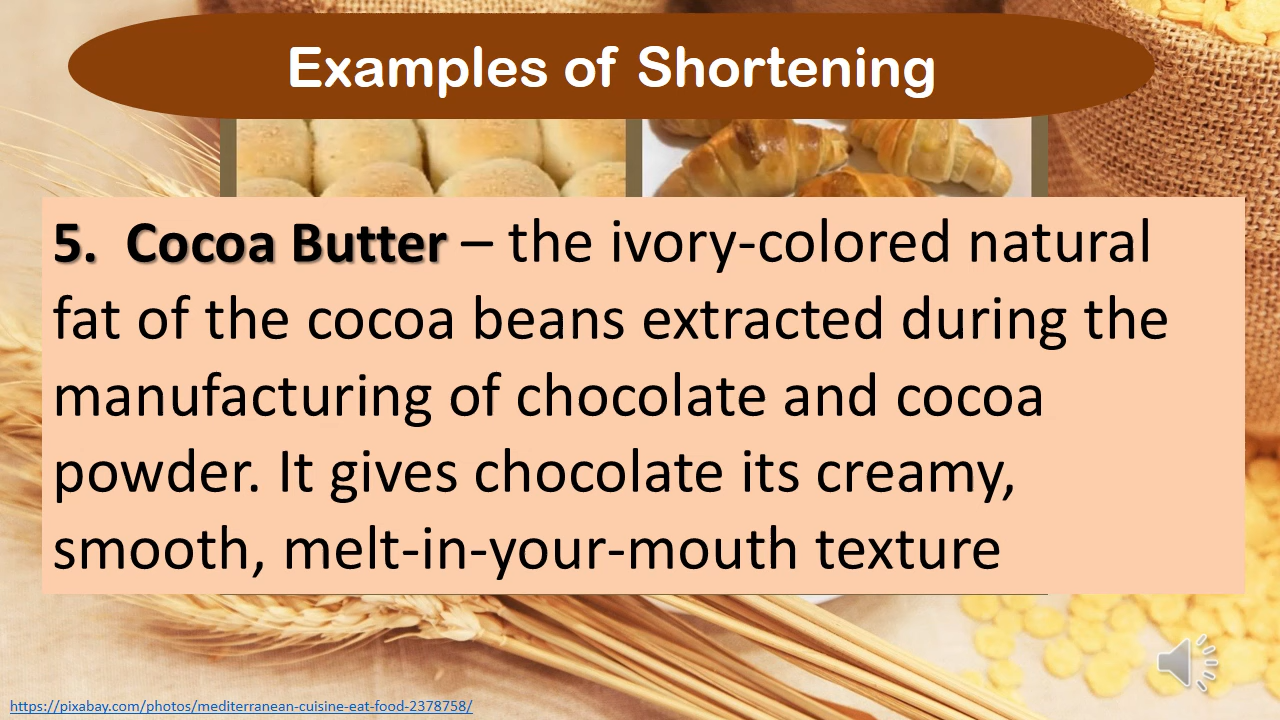 Examples of Shortening
5. Cocoa Butter – the ivory-colored natural
fat of the cocoa beans extracted during the
manufacturing of chocolate and cocoa
powder. It gives chocolate its creamy,
smooth, melt-in-your-mouth texture
https://pixabay.com/photos/mediterranean-cuisine-eat-food-2378758/